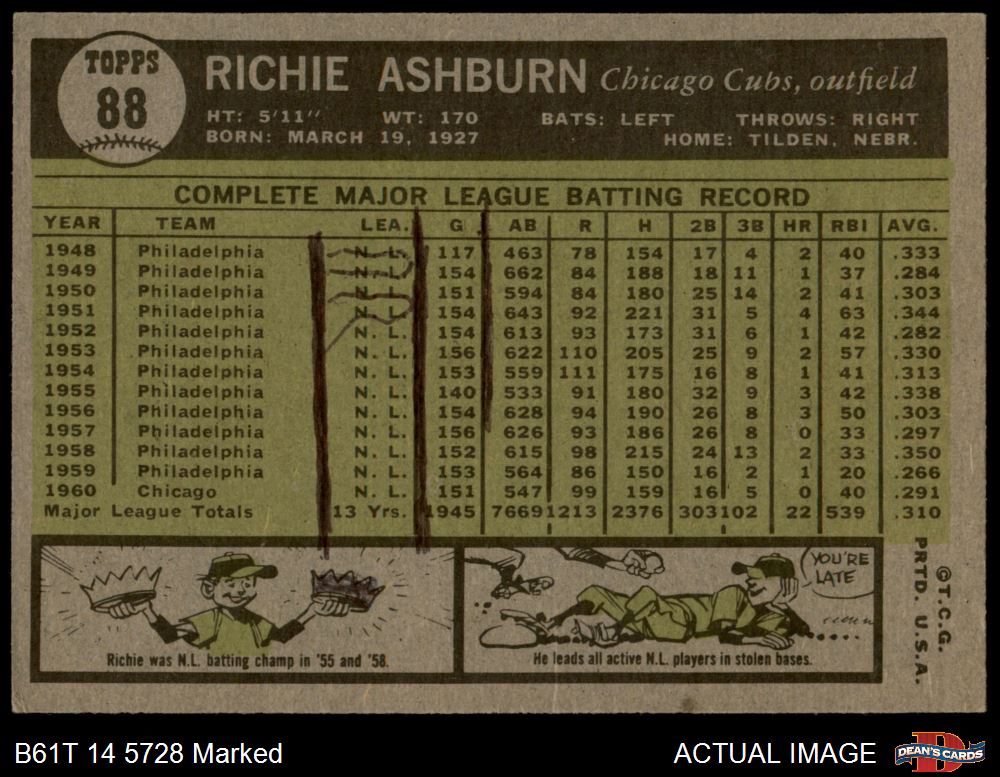 TOPPS
88
RICHIE ASHBURN Chicago Cubs, outfield
HT: 5'11" WT: 170 BATS: LEFT THROWS: RIGHT
BORN: MARCH 19, 1927 HOME: TILDEN, NEBR.
COMPLETE MAJOR LEAGUE BATTING RECORD
YEAR TEAM LEA. G AB R H 2B 3B HR RBI AVG.
1948 Philadelphia N. L. 117 463 78 154 17 4 2 40 .333
1949 Philadelphia N. L. 154 662 84 188 18 11 1 37 .284
1950 Philadelphia N. L. 151 594 84 180 25 14 2 41 .303
1951 Philadelphia N. L. 154 643 92 221 31 5 4 63 .344
1952 Philadelphia N. L. 154 613 93 173 31 6 1 42 .282
1953 Philadelphia N. L. 156 622 110 205 25 9 2 57 .330
1954 Philadelphia N. L. 153 559 111 175 16 8 1 41 .313
1955 Philadelphia N. L. 140 533 91 180 32 9 3 42 .338
1956 Philadelphia N. L. 154 628 94 190 26 8 3 50 .303
1957 Philadelphia N. L. 156 626 93 186 26 8 0 33 .297
1958 Philadelphia N. L. 152 615 98 215 24 13 2 33 .350
1959 Philadelphia N. L. 153 564 86 150 16 2 1 20 .266
1960 Chicago N. L. 151 547 99 159 16 5 0 40 .291
Major League Totals 13 Yrs. 1945 7669 1213 2376 303 102 22 539 .310
YOU'RE
LATE
Richie was N.L. batting champ in '55 and '58.
He leads all active N.L. players in stolen bases.
©T.C.G.
PRTD. U.S.A.
B61T 14 5728 Marked
ACTUAL IMAGE
DEAN'S CARDS